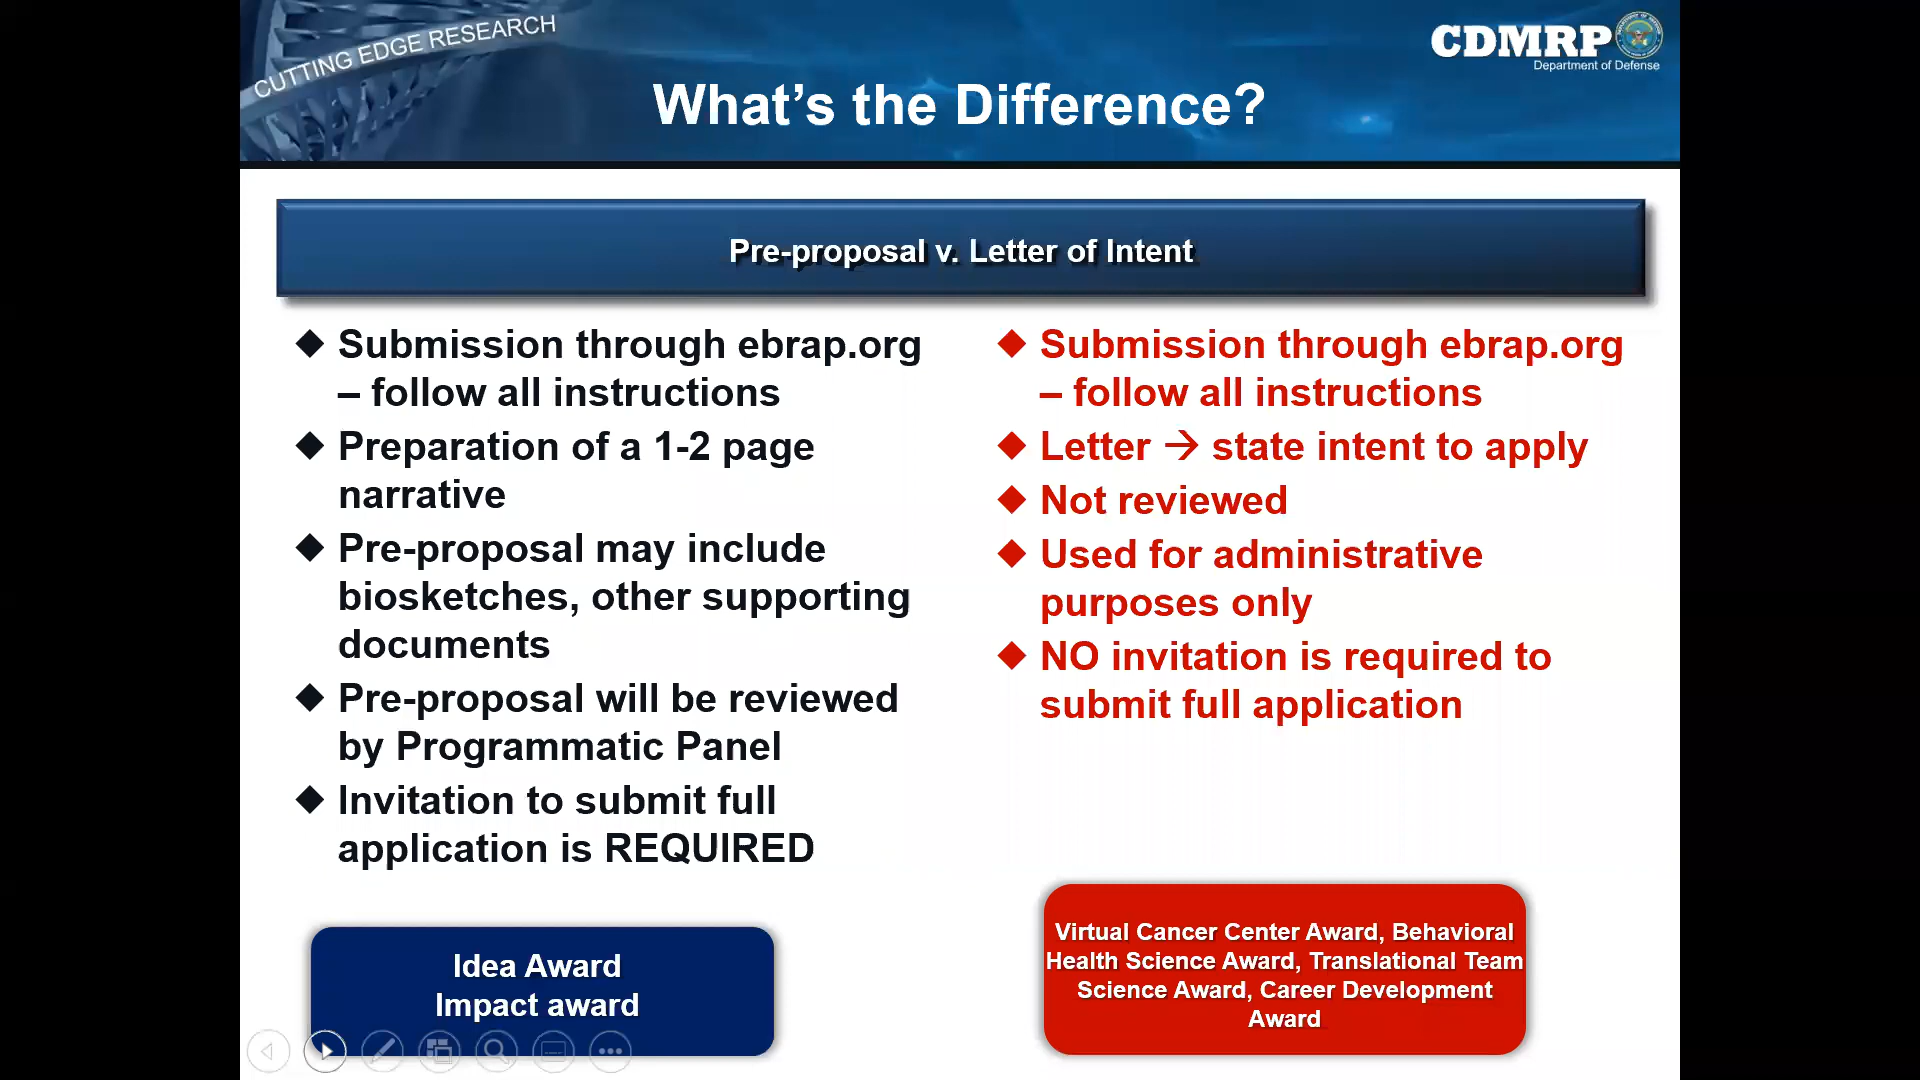 CUTTING EDGE RESEARCH
CDMRP
Department of Defense
What’s the Difference?
Pre-proposal v. Letter of Intent
◆ Submission through ebrap.org
– follow all instructions
◆ Preparation of a 1-2 page
narrative
◆ Pre-proposal may include
biosketches, other supporting
documents
◆ Pre-proposal will be reviewed
by Programmatic Panel
◆ Invitation to submit full
application is REQUIRED
Idea Award
Impact award
◆ Submission through ebrap.org
– follow all instructions
◆ Letter → state intent to apply
◆ Not reviewed
◆ Used for administrative
purposes only
◆ NO invitation is required to
submit full application
Virtual Cancer Center Award, Behavioral
Health Science Award, Translational Team
Science Award, Career Development
Award